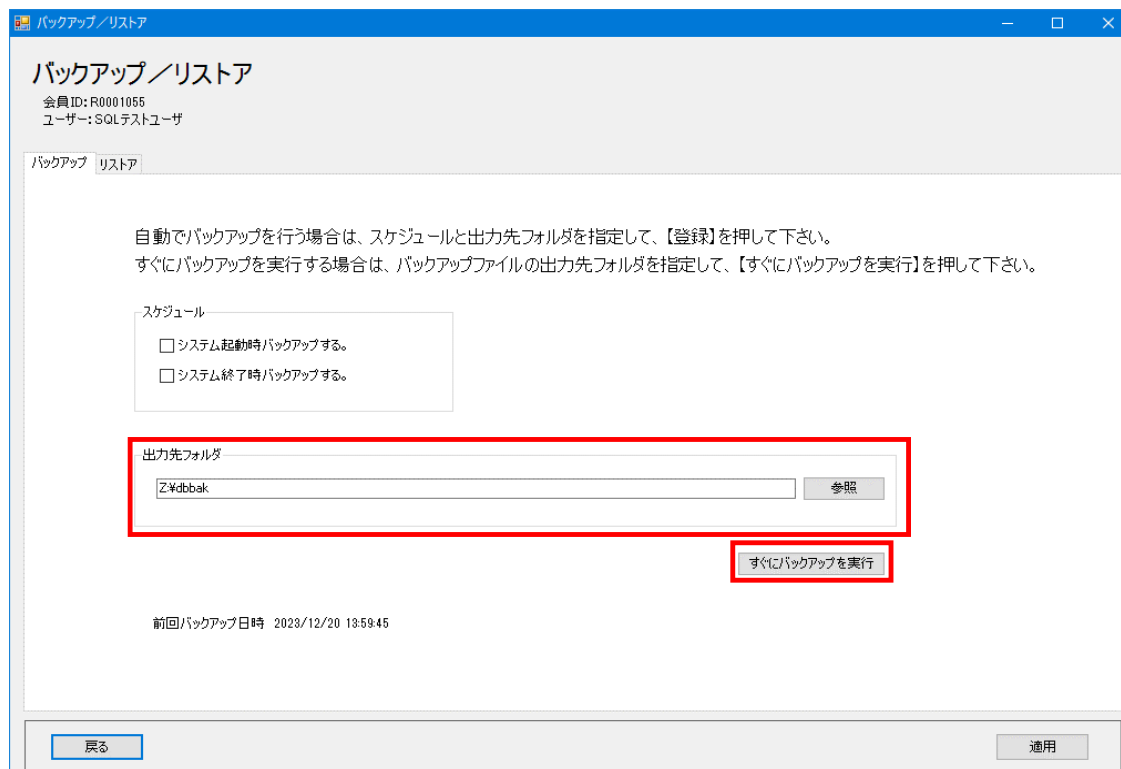 バックアップ／リストア
バックアップ／リストア
会員ID:R0001055
ユーザー:SQLテストユーザ
バックアップ リストア
自動でバックアップを行う場合は、スケジュールと出力先フォルダを指定して、【登録】を押して下さい。
すぐにバックアップを実行する場合は、バックアップファイルの出力先フォルダを指定して、【すぐにバックアップを実行】を押して下さい。
スケジュール
システム起動時バックアップする。
システム終了時バックアップする。
出力先フォルダ
Z:¥dbbak 参照
すぐにバックアップを実行
前回バックアップ日時 2023/12/20 13:59:45
戻る 適用